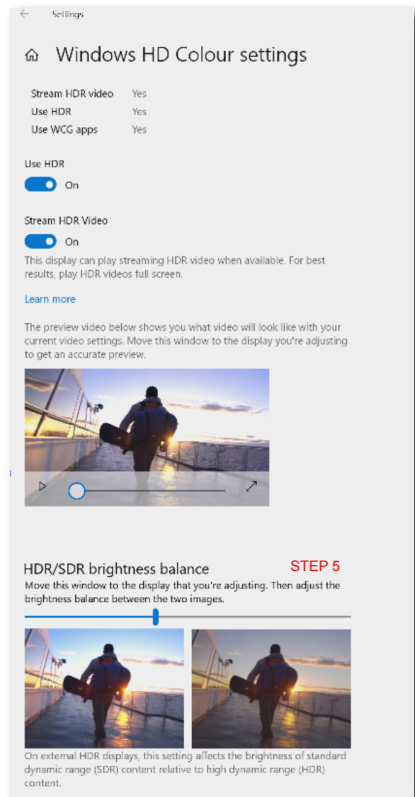 Settings
Windows HD Colour settings
Stream HDR video Yes
Use HDR Yes
Use WCG apps Yes
Use HDR
On
Stream HDR Video
On
This display can play streaming HDR video when available. For best
results, play HDR videos full screen.
Learn more
The preview video below shows you what video will look like with your
current video settings. Move this window to the display you're adjusting
to get an accurate preview.
HDR/SDR brightness balance STEP 5
Move this window to the display that you're adjusting. Then adjust the
brightness balance between the two images.
On external HDR displays, this setting affects the brightness of standard
dynamic range (SDR) content relative to high dynamic range (HDR)
content.